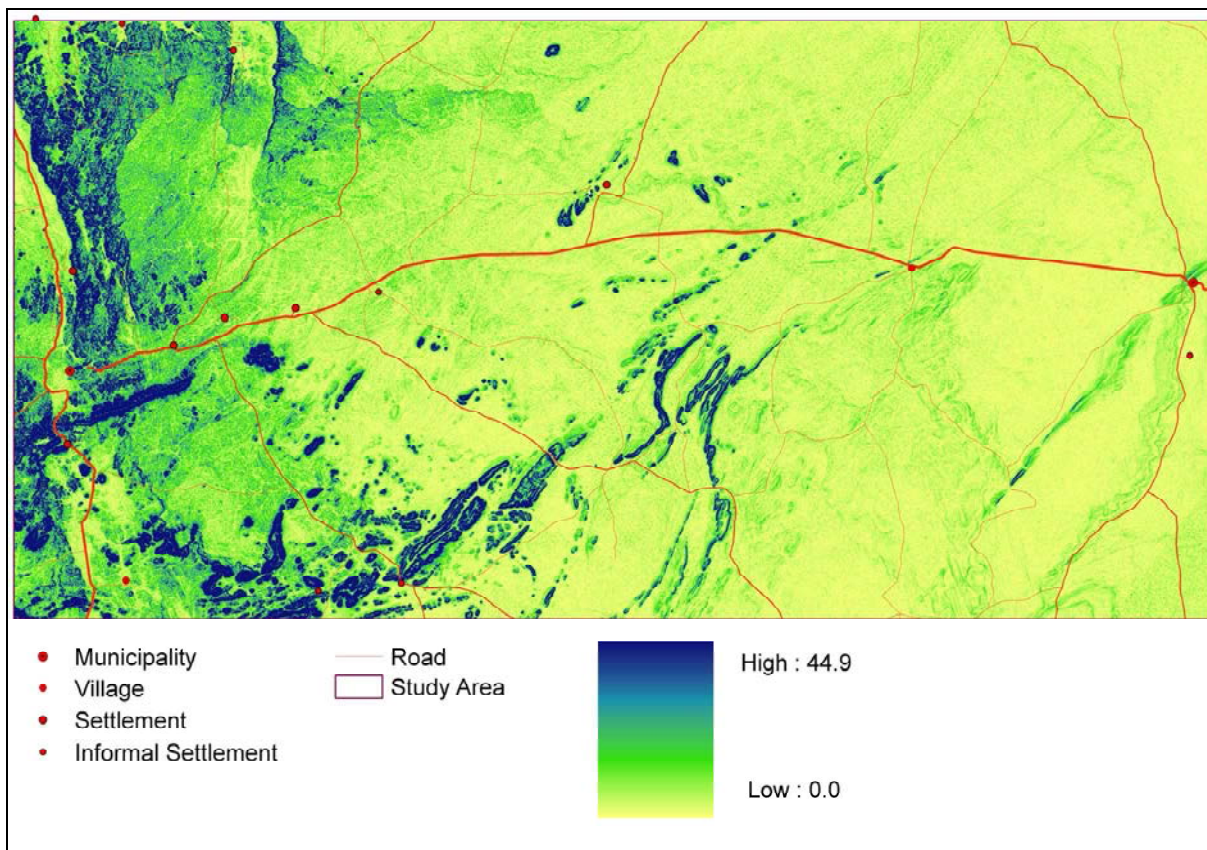 Municipality
Village
Settlement
Informal Settlement
Road
Study Area
High : 44.9
Low : 0.0